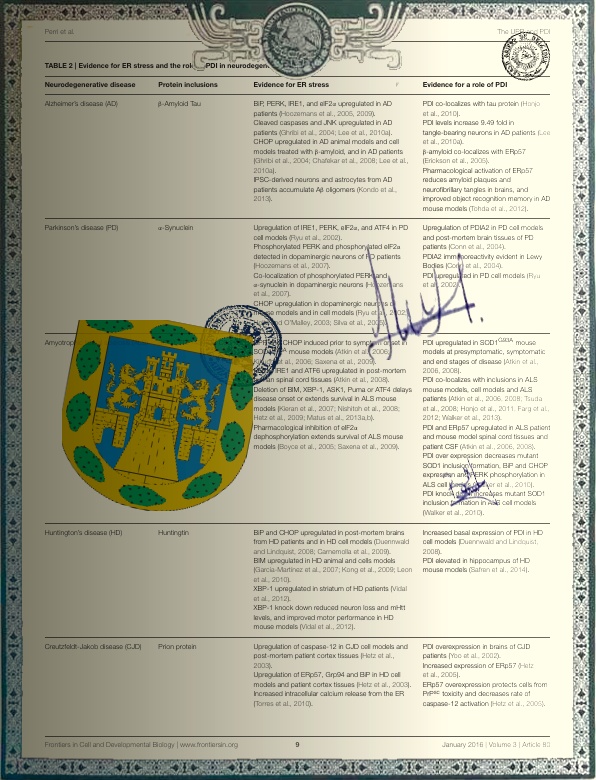 Perri et al.
The UPR and PDI
TABLE 2 | Evidence for ER stress and the role PDI in neurodegen
Neurodegenerative disease Protein inclusions Evidence for ER stress Evidence for a role of PDI
Alzheimer's disease (AD) β-Amyloid Tau
BiP, PERK, IRE1, and eIF2α upregulated in AD
patients (Hoozemans et al., 2005, 2009).
Cleaved caspases and JNK upregulated in AD
patients (Ghribi et al., 2004; Lee et al., 2010a).
CHOP upregulated in AD animal models and cell
models treated with β-amyloid, and in AD patients
(Ghribi et al., 2004; Chafekar et al., 2008; Lee et al.,
2010a).
iPSC-derived neurons and astrocytes from AD
patients accumulate Aβ oligomers (Kondo et al.,
2013).
PDI co-localizes with tau protein (Honjo
et al., 2010).
PDI levels increase 9.49 fold in
tangle-bearing neurons in AD patients (Lee
et al., 2010a).
β-amyloid co-localizes with ERp57
(Erickson et al., 2005).
Pharmacological activation of ERp57
reduces amyloid plaques and
neurofibrillary tangles in brains, and
improved object recognition memory in AD
mouse models (Tohda et al., 2012).
Parkinson's disease (PD) α-Synuclein
Upregulation of IRE1, PERK, eIF2α, and ATF4 in PD
cell models (Ryu et al., 2002).
Phosphorylated PERK and phosphorylated eIF2α
detected in dopaminergic neurons of PD patients
(Hoozemans et al., 2007).
Co-localization of phosphorylated PERK and
α-synuclein in dopaminergic neurons (Hoozemans
et al., 2007).
CHOP upregulation in dopaminergic neurons of
mouse models and in cell models (Ryu et al., 2002;
and O'Malley, 2003; Silva et al., 2005).
Upregulation of PDIA2 in PD cell models
and post-mortem brain tissues of PD
patients (Conn et al., 2004).
PDIA2 immunoreactivity evident in Lewy
Bodies (Conn et al., 2004).
PDI upregulated in PD cell models (Ryu
et al., 2002).
Amyotrop
CHOP induced prior to symptom onset in
mouse models (Atkin et al., 2006;
et al., 2006; Saxena et al., 2009).
IRE1 and ATF6 upregulated in post-mortem
human spinal cord tissues (Atkin et al., 2008).
Deletion of BIM, XBP-1, ASK1, Puma or ATF4 delays
disease onset or extends survival in ALS mouse
models (Kieran et al., 2007; Nishitoh et al., 2008;
Hetz et al., 2009; Matus et al., 2013a,b).
Pharmacological inhibition of eIF2α
dephosphorylation extends survival of ALS mouse
models (Boyce et al., 2005; Saxena et al., 2009).
PDI upregulated in SOD1G93A mouse
models at presymptomatic, symptomatic
and end stages of disease (Atkin et al.,
2006, 2008).
PDI co-localizes with inclusions in ALS
mouse models, cell models and ALS
patients (Atkin et al., 2006, 2008; Tsuda
et al., 2008; Honjo et al., 2011; Farg et al.,
2012; Walker et al., 2013).
PDI and ERp57 upregulated in ALS patient
and mouse model spinal cord tissues and
patient CSF (Atkin et al., 2006, 2008).
PDI over expression decreases mutant
SOD1 inclusion formation, BiP and CHOP
expression and PERK phosphorylation in
ALS cell (Walker et al., 2010).
PDI knock down increases mutant SOD1
inclusion formation in ALS cell models
(Walker et al., 2010).
Huntington's disease (HD) Huntingtin
BiP and CHOP upregulated in post-mortem brains
from HD patients and in HD cell models (Duennwald
and Lindquist, 2008; Carnemolla et al., 2009).
BIM upregulated in HD animal and cells models
(García-Martínez et al., 2007; Kong et al., 2009; Leon
et al., 2010).
XBP-1 upregulated in striatum of HD patients (Vidal
et al., 2012).
XBP-1 knock down reduced neuron loss and mHtt
levels, and improved motor performance in HD
mouse models (Vidal et al., 2012).
Increased basal expression of PDI in HD
cell models (Duennwald and Lindquist,
2008).
PDI elevated in hippocampus of HD
mouse models (Safren et al., 2014).
Creutzfeldt-Jakob disease (CJD) Prion protein
Upregulation of caspase-12 in CJD cell models and
post-mortem patient cortex tissues (Hetz et al.,
2003).
Upregulation of ERp57, Grp94 and BiP in HD cell
models and patient cortex (Hetz et al., 2003).
Increased intracellular calcium release from the ER
(Torres et al., 2010).
PDI overexpression in brains of CJD
patients (Yoo et al., 2002).
Increased expression of ERp57 (Hetz
et al., 2005).
ERp57 overexpression protects cells from
PrPSC toxicity and decreases rate of
caspase-12 activation (Hetz et al., 2005).
Frontiers in Cell and Developmental Biology | www.frontiersin.org 9 January 2016 | Volume 3 | Article 80